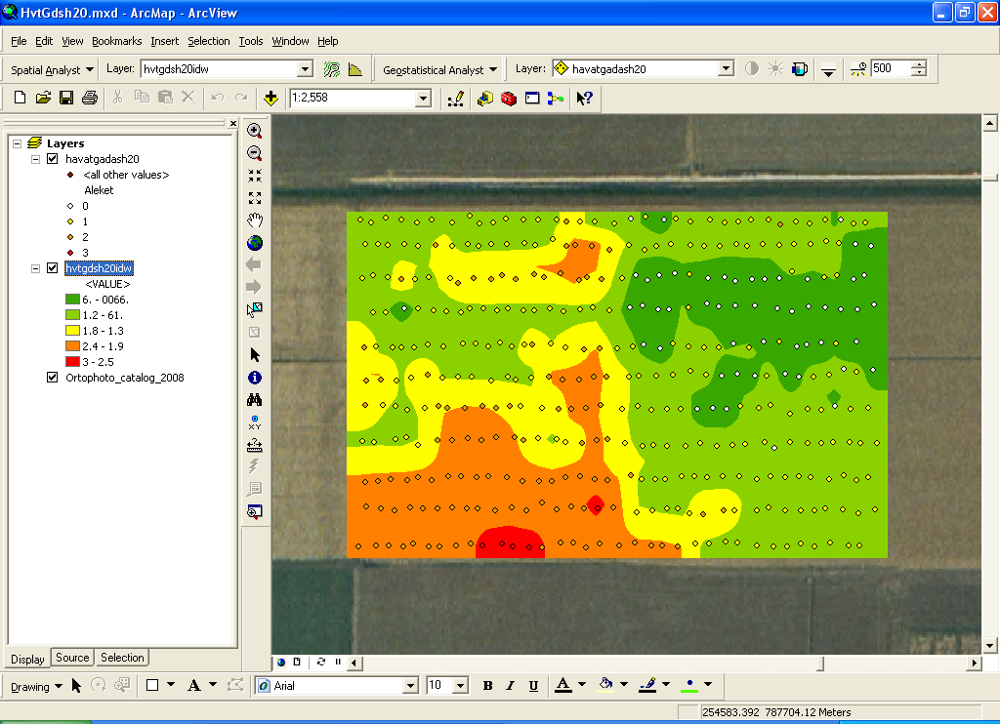 HvtGdsh20.mxd - ArcMap - ArcView
File Edit View Bookmarks Insert Selection Tools Window Help
Spatial Analyst Layer: hvtgdsh20idw Geostatistical Analyst Layer: havatgadash20 500
1:2,558
Layers
havatgadash20
<all other values>
Aleket
0
1
2
3
hvtgdsh20idw
<VALUE>
6. - 0066.
1.2 - 61.
1.8 - 1.3
2.4 - 1.9
3 - 2.5
Ortophoto_catalog_2008
XY
Display Source Selection
Drawing A Arial 10 B I U A
254583.392 787704.12 Meters